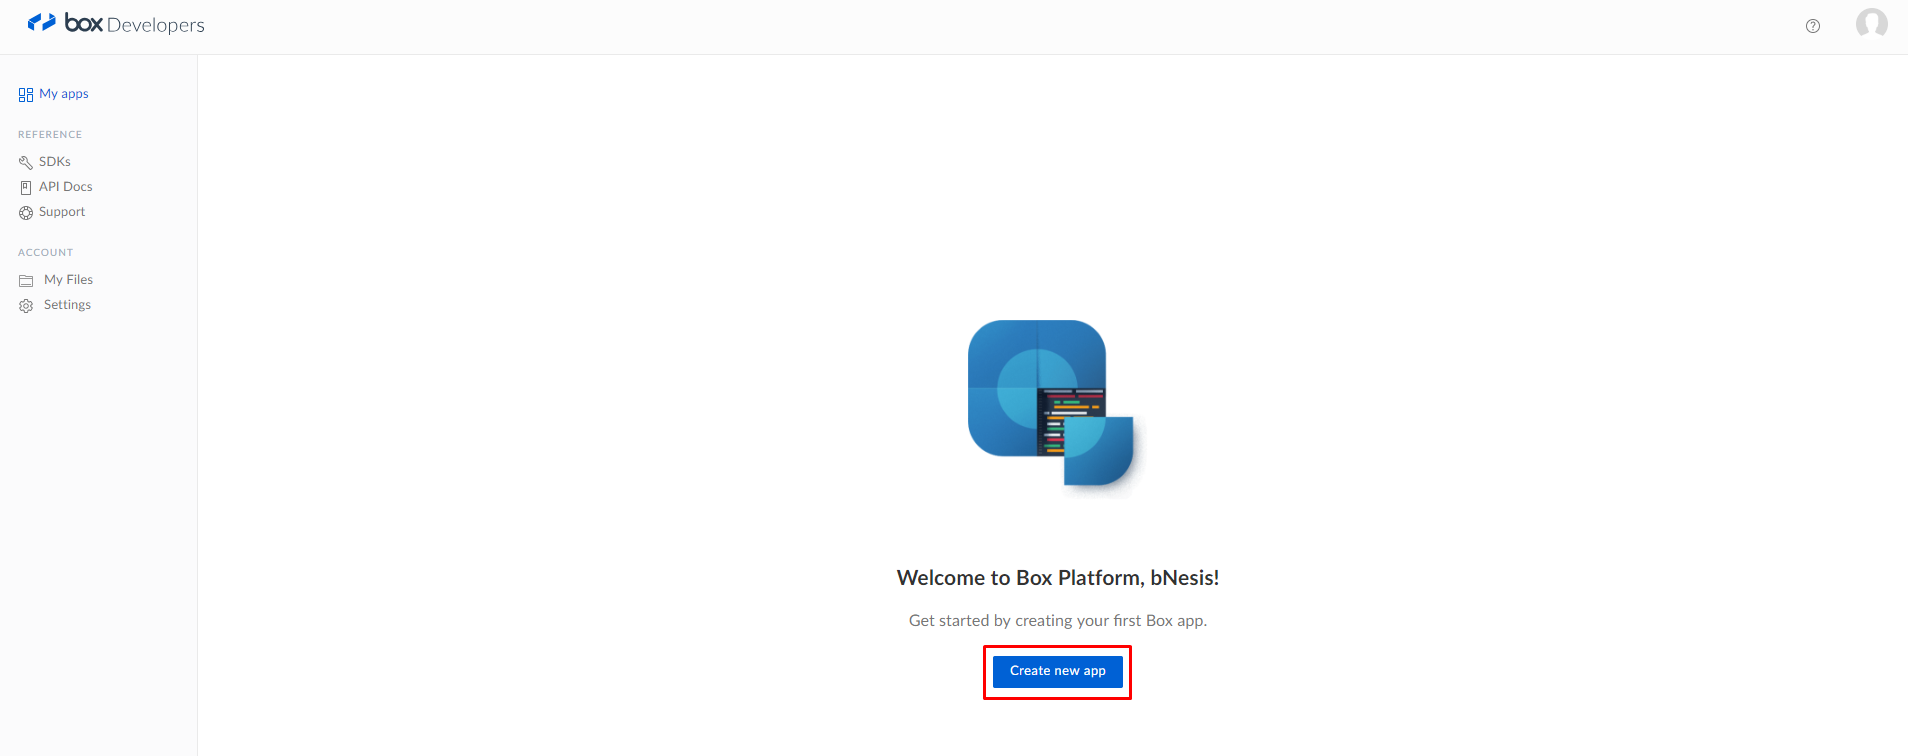 box Developers
My apps
REFERENCE
SDKs
API Docs
Support
ACCOUNT
My Files
Settings
Welcome to Box Platform, bNesis!
Get started by creating your first Box app.
Create new app